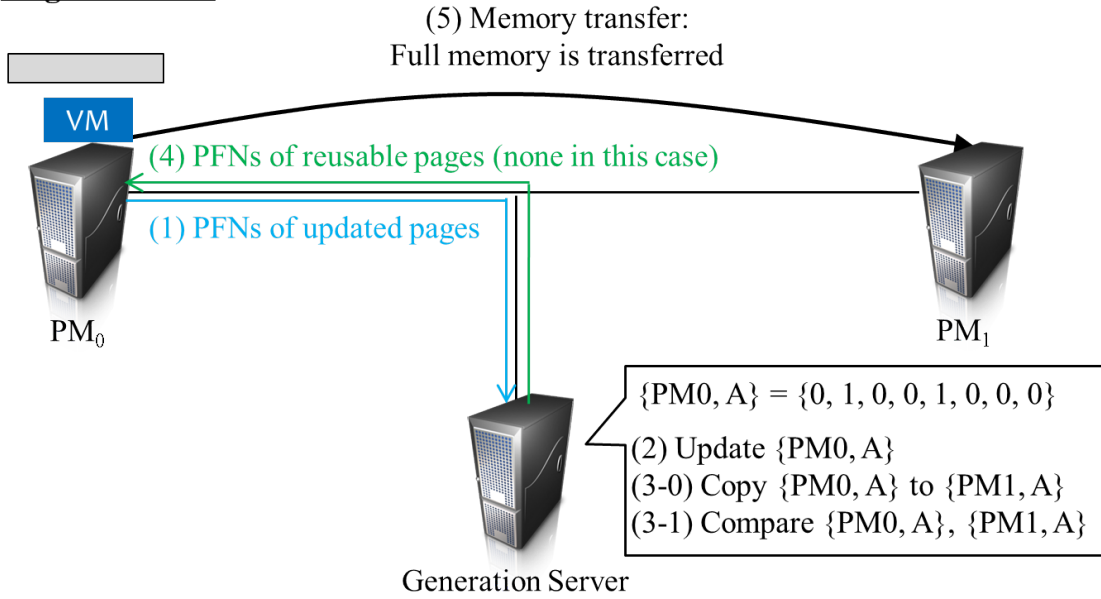 (5) Memory transfer:
Full memory is transferred
VM
(4) PFNs of reusable pages (none in this case)
(1) PFNs of updated pages
PM0
PM1
{PM0, A} = {0, 1, 0, 0, 1, 0, 0, 0}
(2) Update {PM0, A}
(3-0) Copy {PM0, A} to {PM1, A}
(3-1) Compare {PM0, A}, {PM1, A}
Generation Server